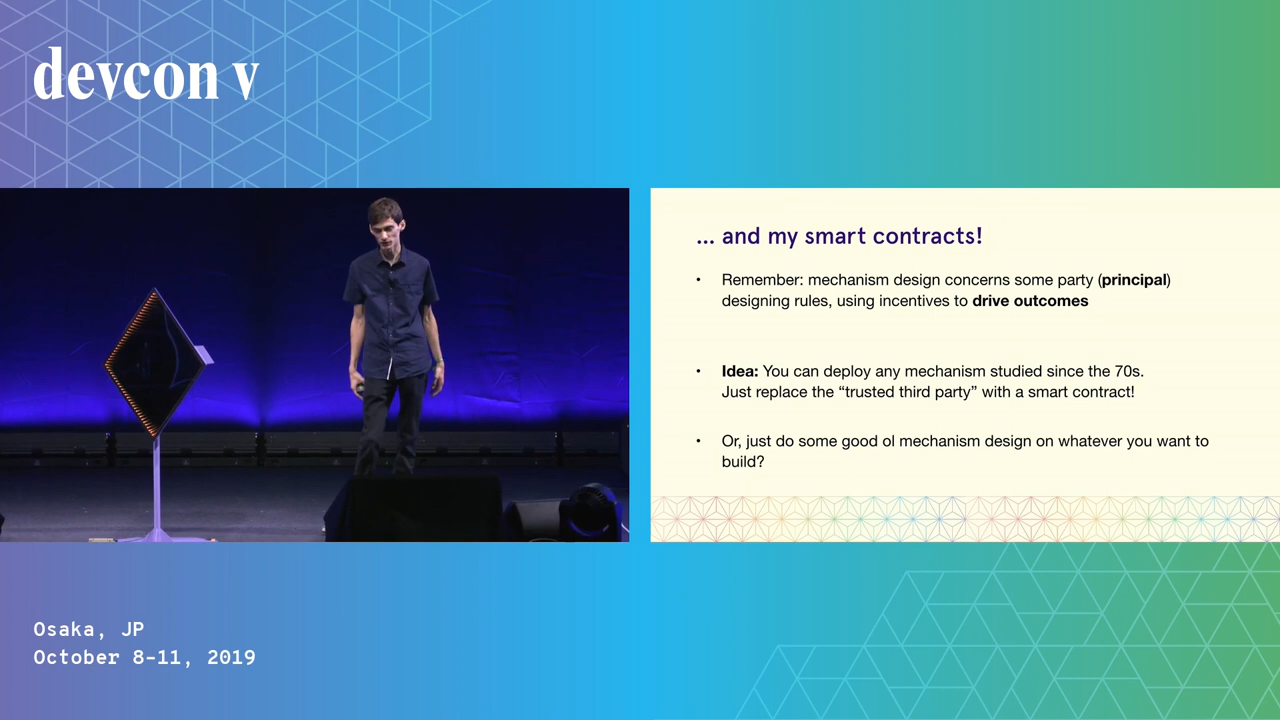 devcon v
... and my smart contracts!
• Remember: mechanism design concerns some party (principal)
designing rules, using incentives to drive outcomes
• Idea: You can deploy any mechanism studied since the 70s.
Just replace the “trusted third party” with a smart contract!
• Or, just do some good ol mechanism design on whatever you want to
build?
Osaka, JP
October 8-11, 2019